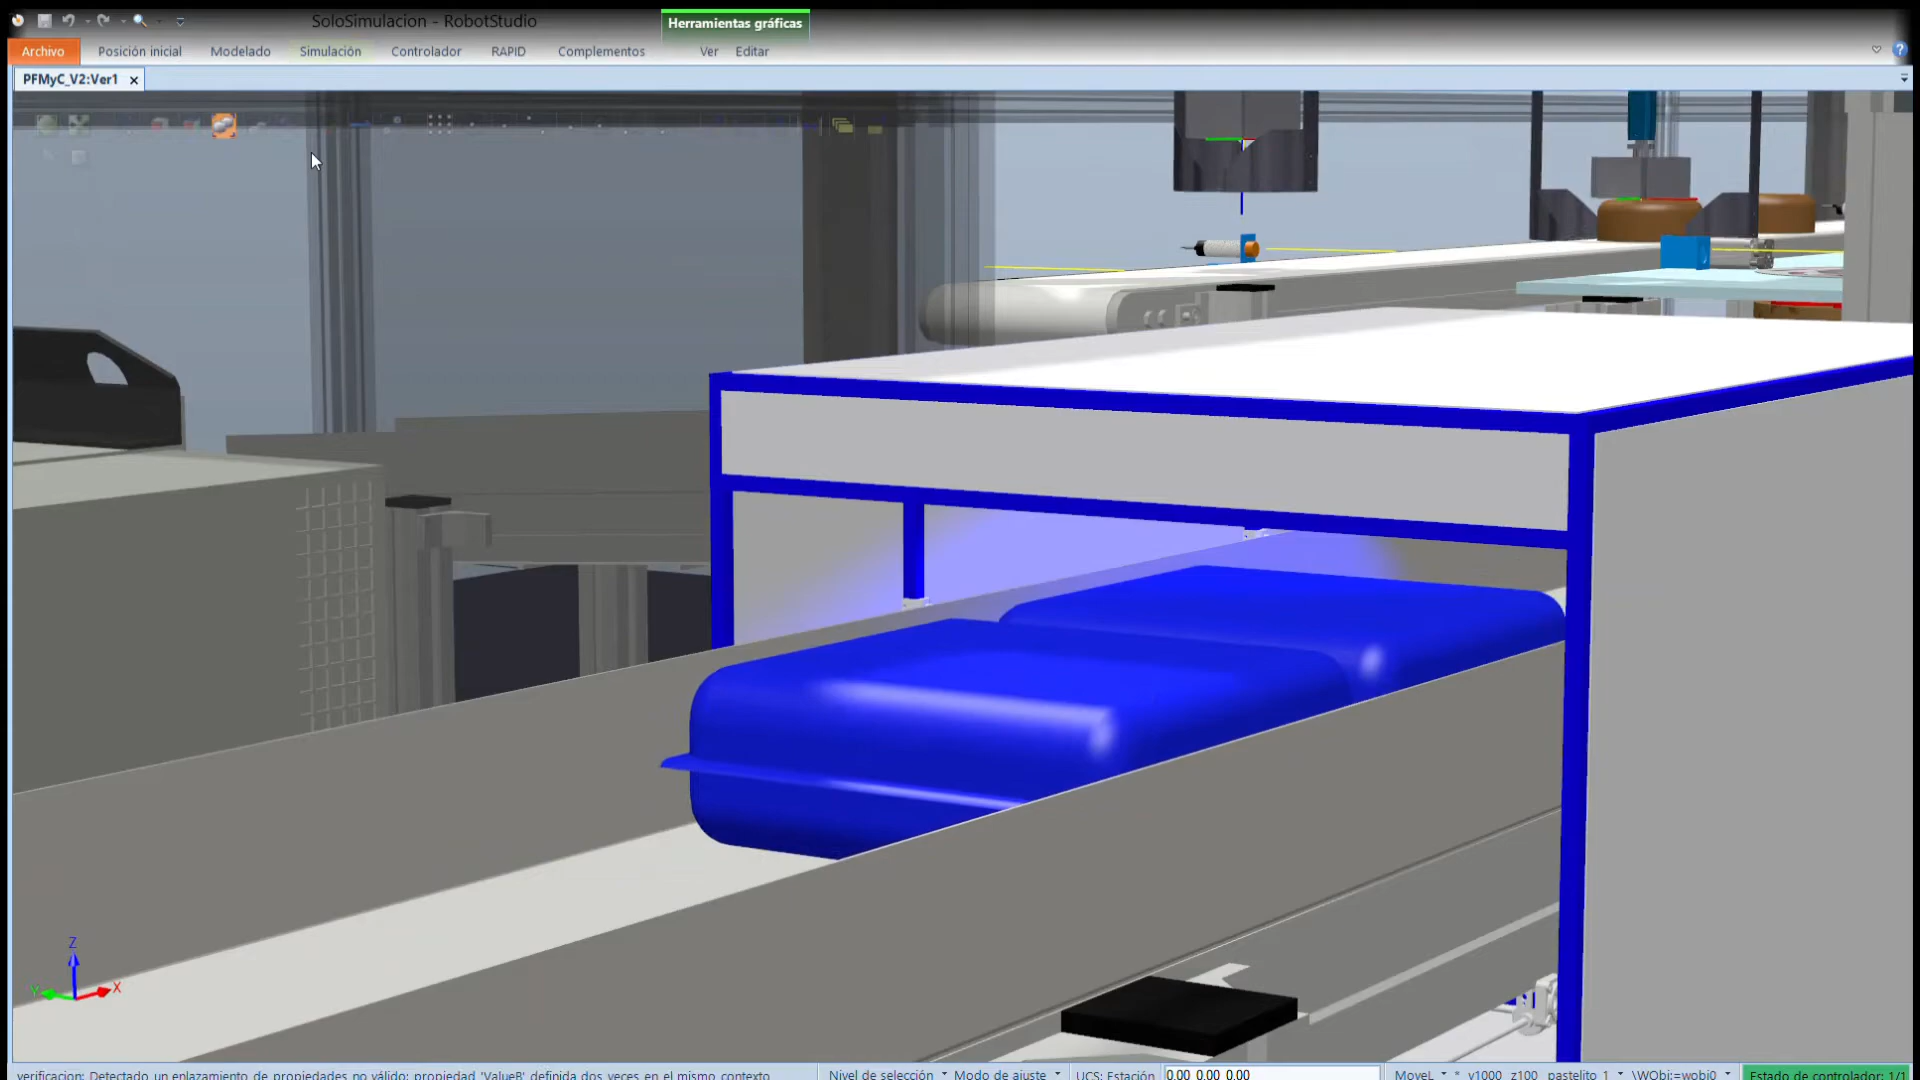 SoloSimulacion - RobotStudio
Herramientas gráficas
Archivo Posición inicial Modelado Simulación Controlador RAPID Complementos Ver Editar
PFMyC_V2:Ver1
Z
Y X
verificacion: Detectado un enlazamiento de propiedades no válido: propiedad 'ValueB' definida dos veces en el mismo contexto
Nivel de selección Modo de ajuste UCS: Estación 0.00 0.00 0.00 MoveL * v1000 z100 pastelito_1 \WObj:=wobj0 Estado de controlador: 1/1